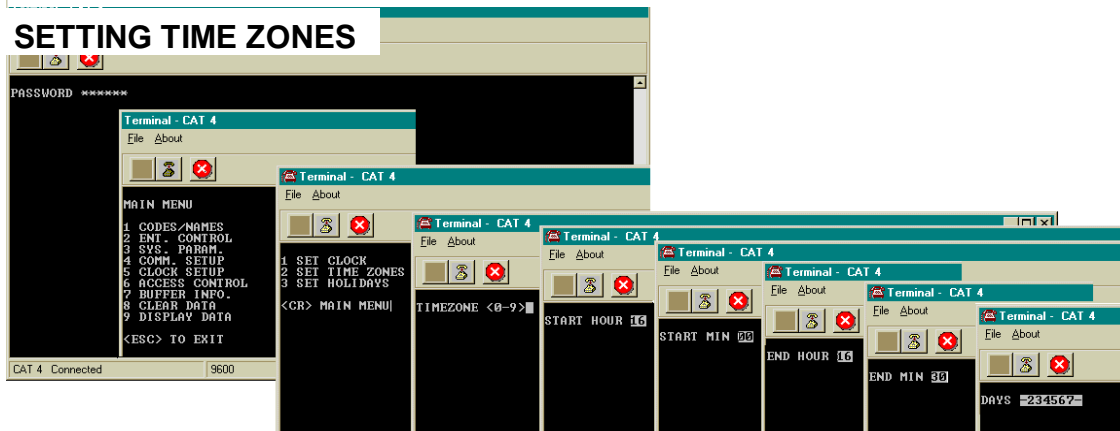 SETTING TIME ZONES
PASSWORD ******
CAT 4 Connected 9600
Terminal - CAT 4
File About
MAIN MENU
1 CODES/NAMES
2 ENT. CONTROL
3 SYS. PARAM.
4 COMM. SETUP
5 CLOCK SETUP
6 ACCESS CONTROL
7 BUFFER INFO.
8 CLEAR DATA
9 DISPLAY DATA
<ESC> TO EXIT
Terminal - CAT 4
File About
1 SET CLOCK
2 SET TIME ZONES
3 SET HOLIDAYS
<CR> MAIN MENU
Terminal - CAT 4
File About
TIMEZONE <0-9>
Terminal - CAT 4
File About
START HOUR 16
Terminal - CAT 4
File About
START MIN 00
Terminal - CAT 4
File About
END HOUR 16
Terminal - CAT 4
File About
END MIN 30
Terminal - CAT 4
File About
DAYS -234567-